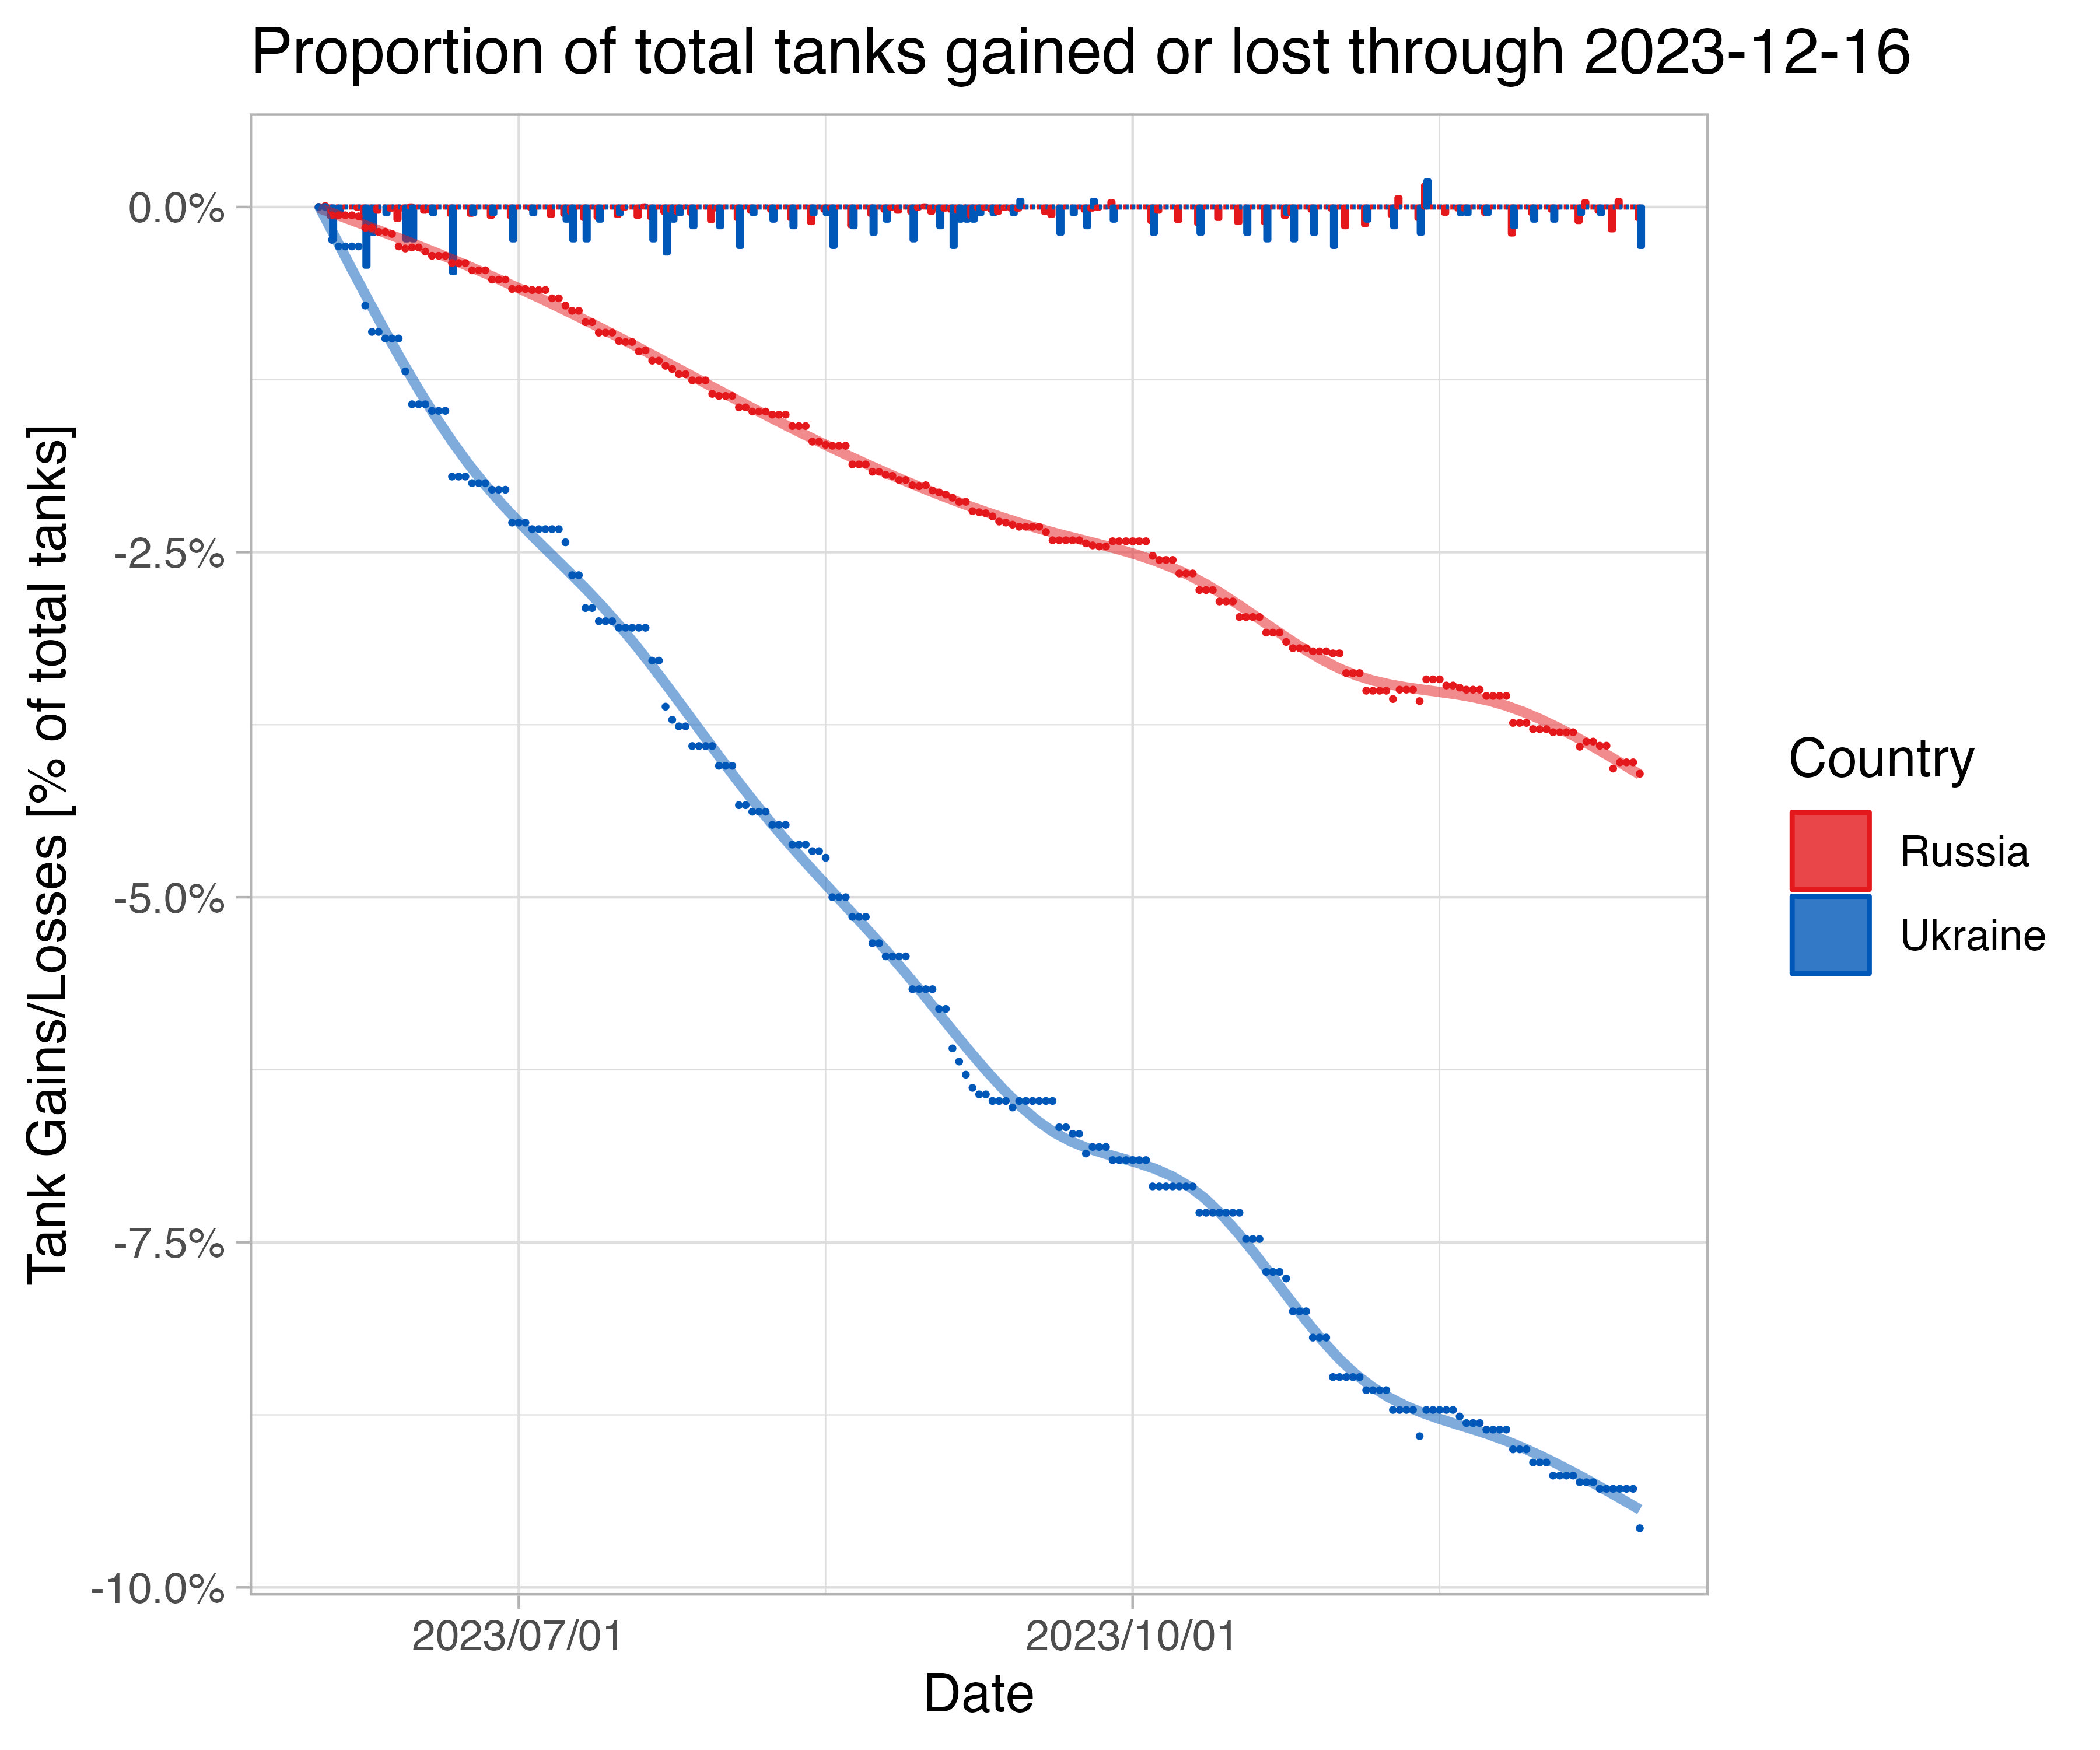 Proportion of total tanks gained or lost through 2023-12-16
Tank Gains/Losses [% of total tanks]
0.0%
-2.5%
-5.0%
-7.5%
-10.0%
2023/07/01
2023/10/01
Date
Country
Russia
Ukraine